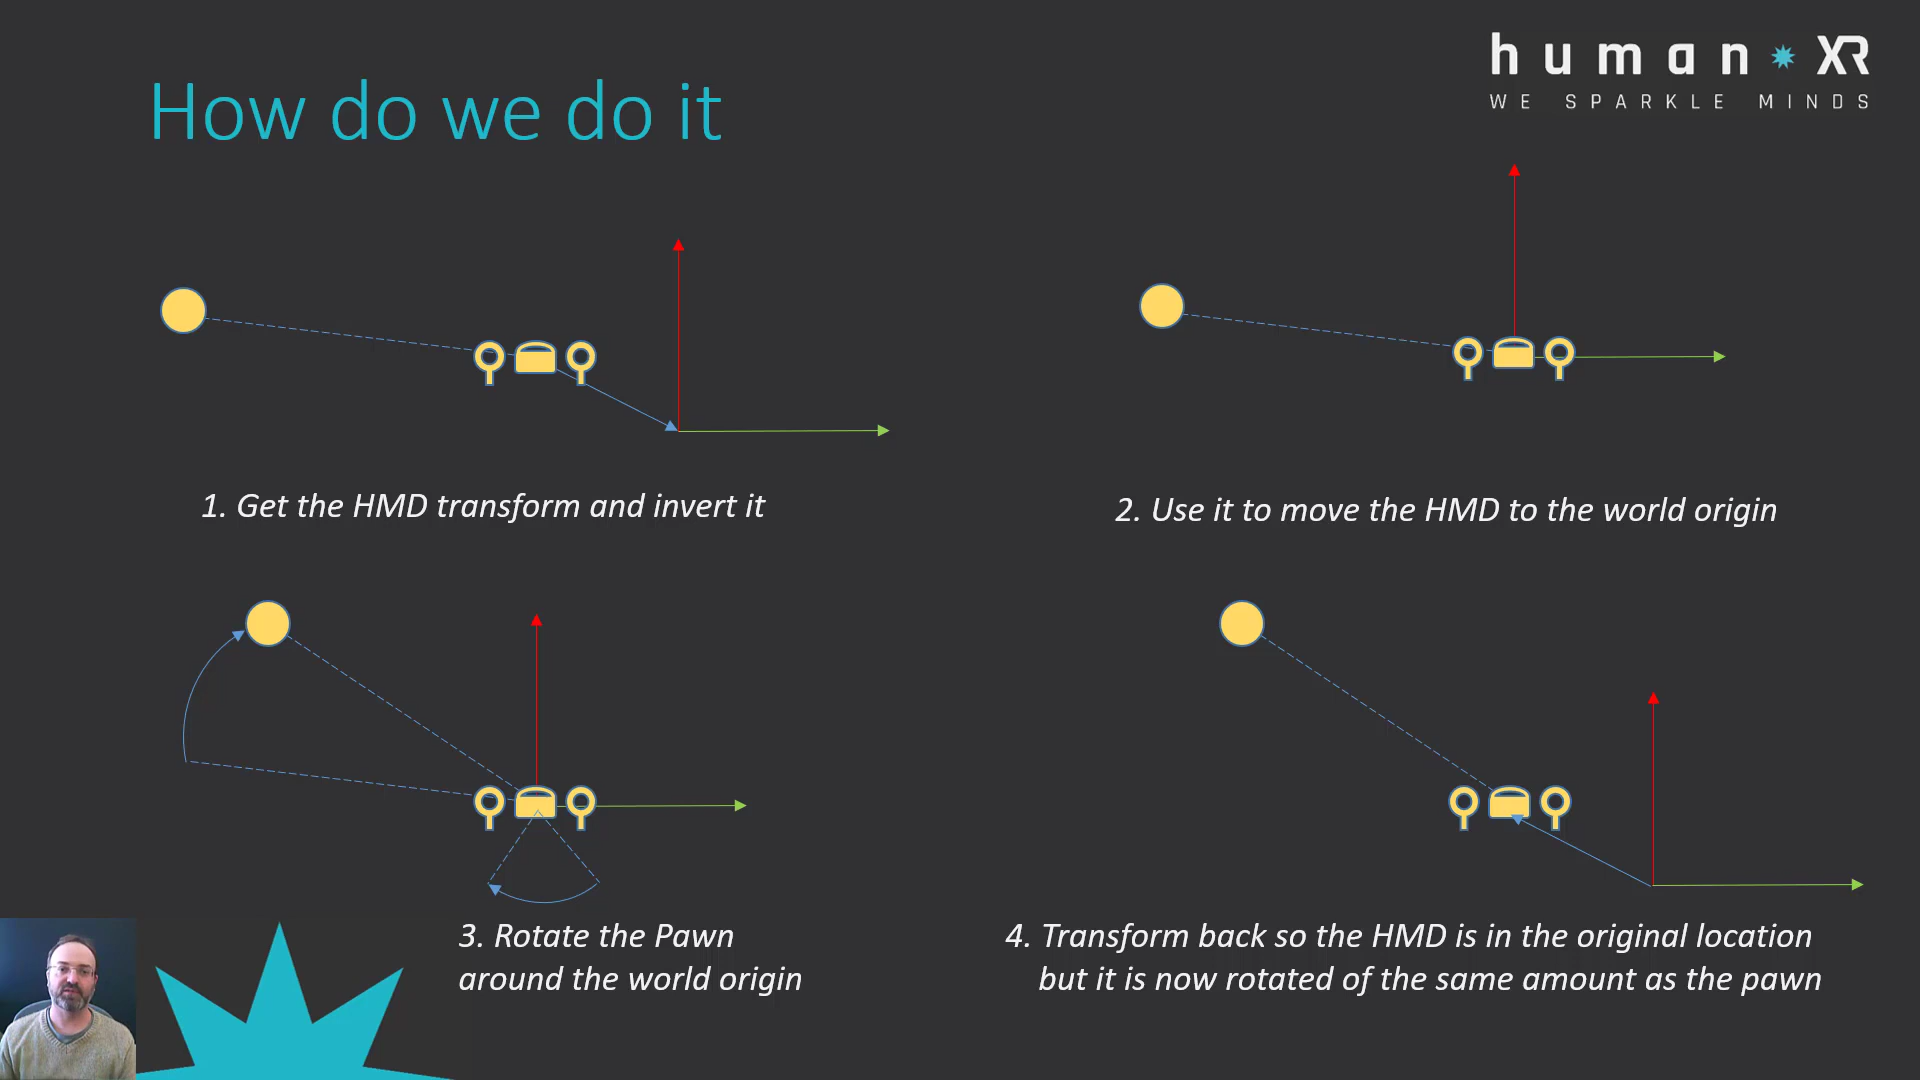 human XR
WE SPARKLE MINDS
How do we do it
1. Get the HMD transform and invert it
2. Use it to move the HMD to the world origin
3. Rotate the Pawn
around the world origin
4. Transform back so the HMD is in the original location
but it is now rotated of the same amount as the pawn